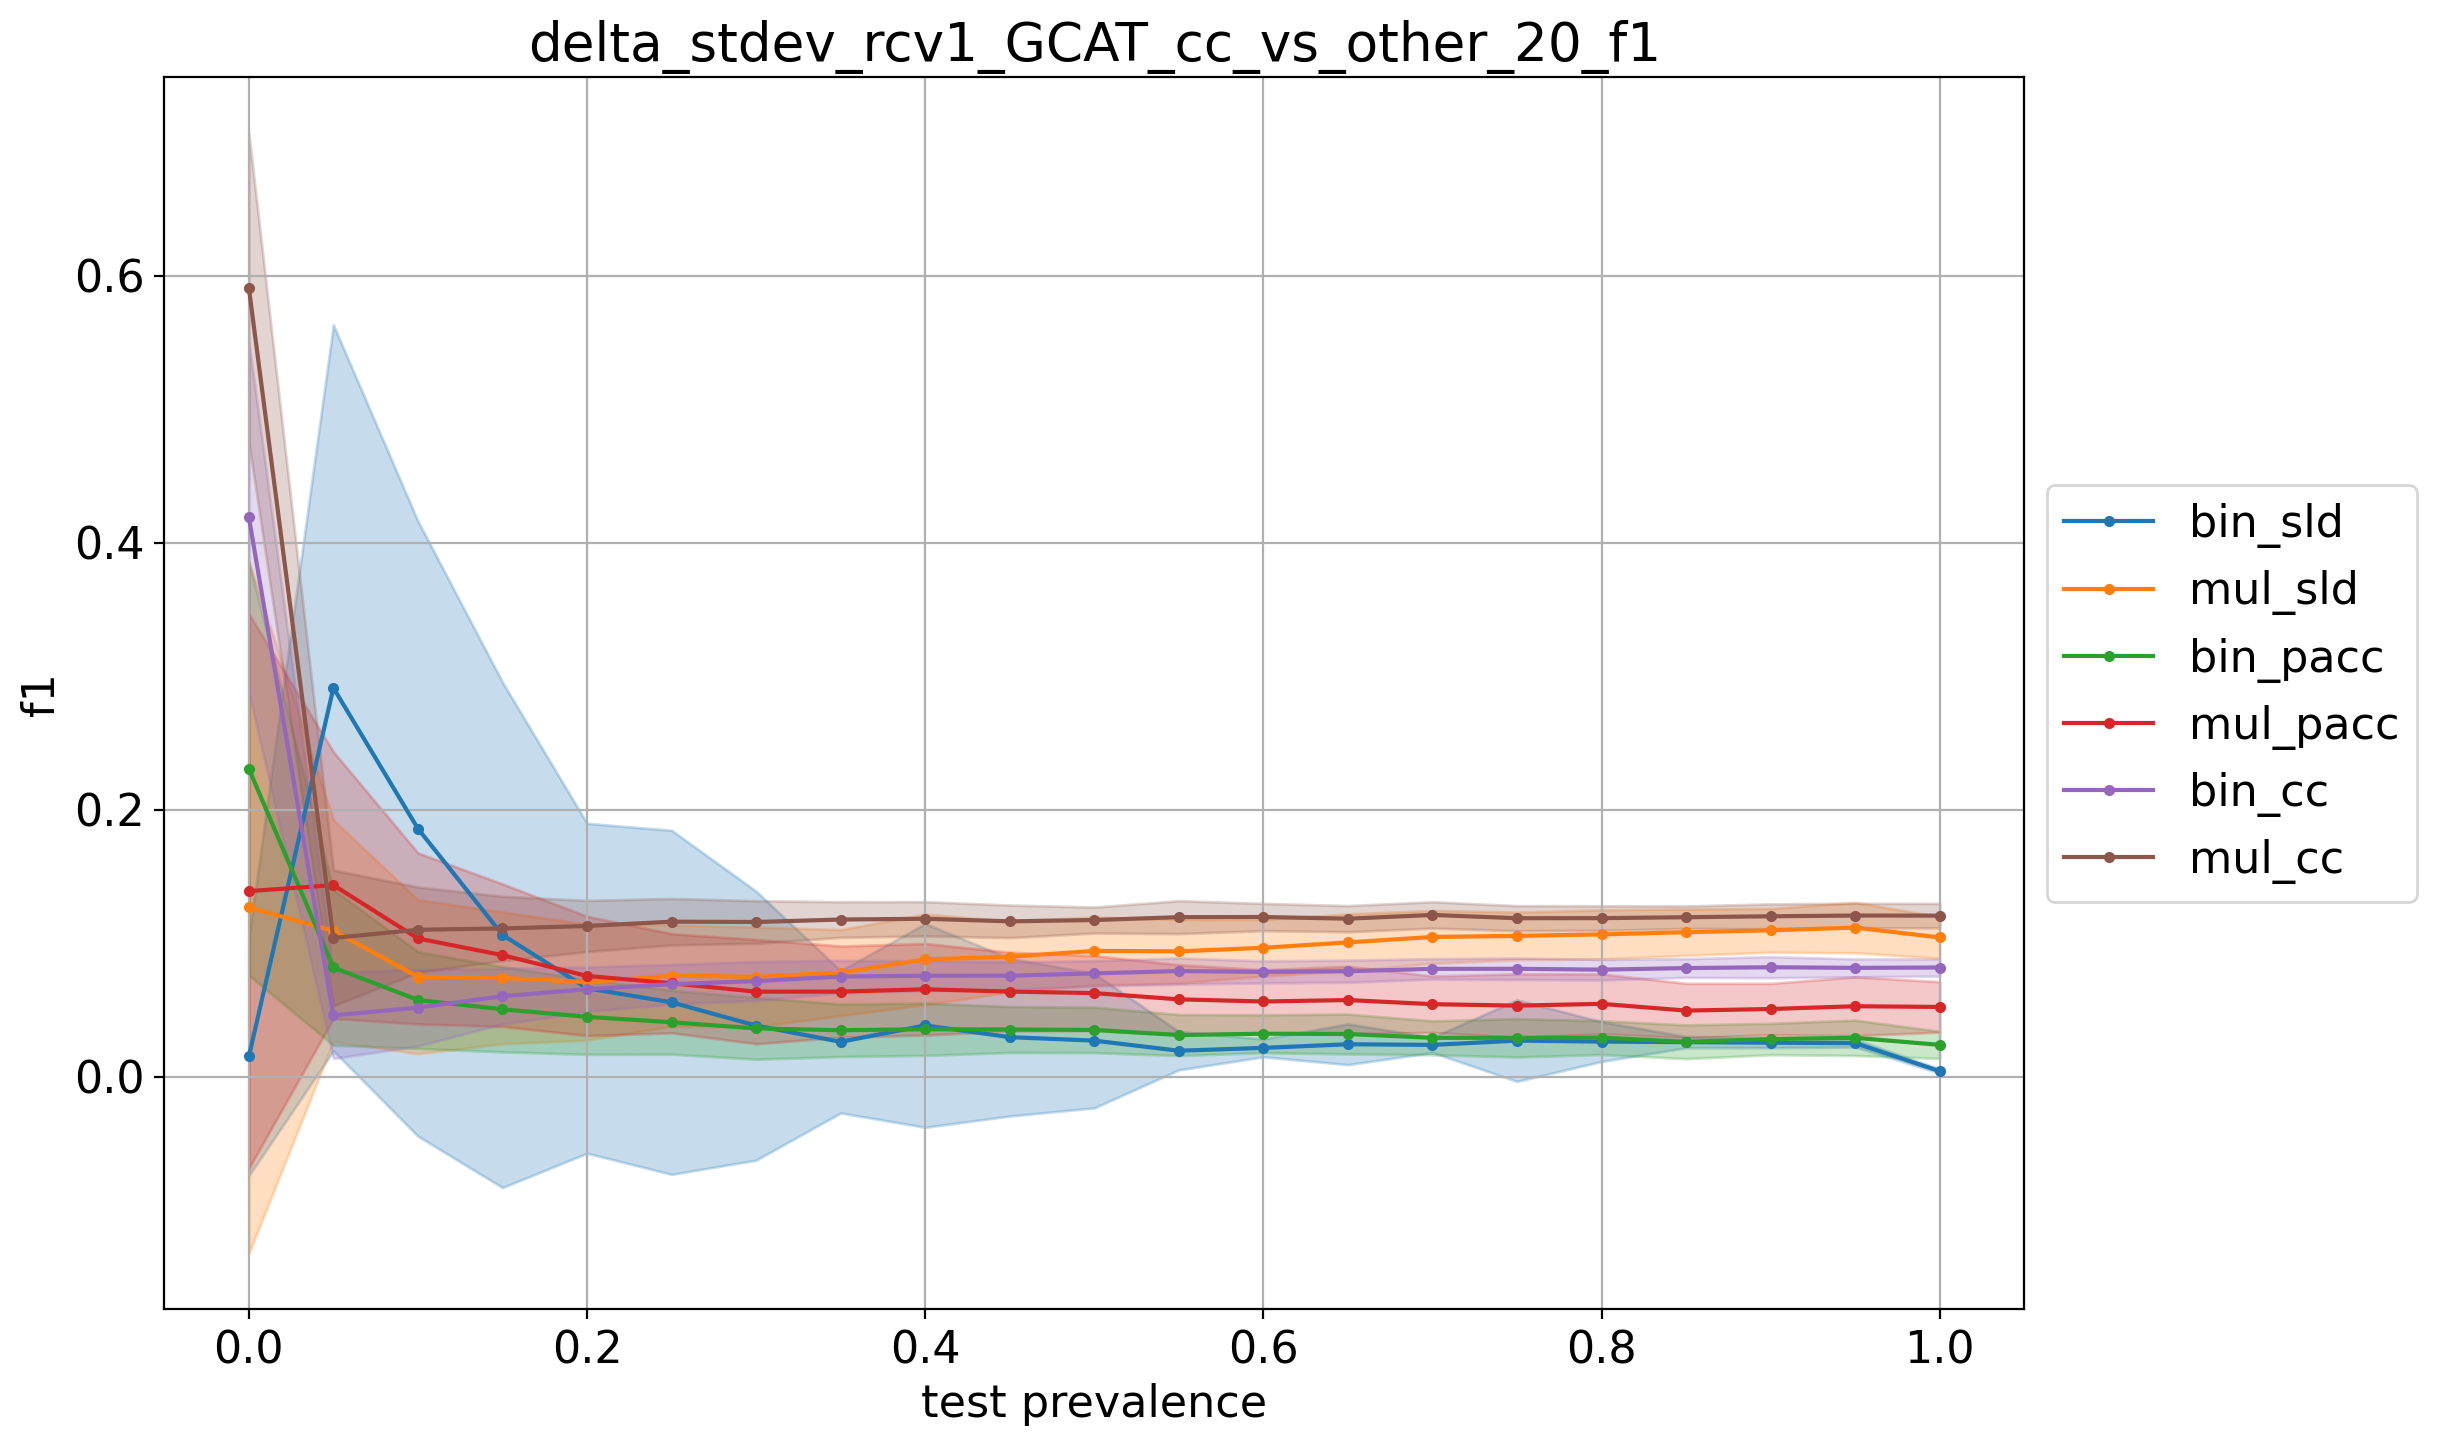 delta_stdev_rcv1_GCAT_cc_vs_other_20_f1
f1
0.6
0.4
0.2
0.0
0.0 0.2 0.4 0.6 0.8 1.0
test prevalence
bin_sld
mul_sld
bin_pacc
mul_pacc
bin_cc
mul_cc